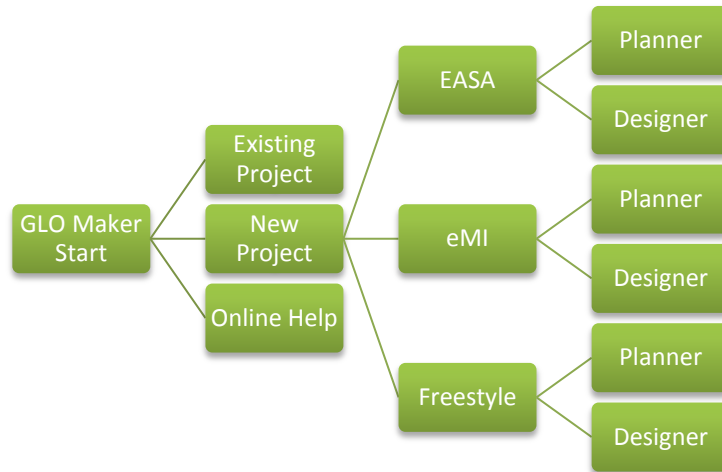 GLO Maker
Start
Existing
Project
New
Project
Online Help
EASA
Planner
Designer
eMI
Planner
Designer
Freestyle
Planner
Designer